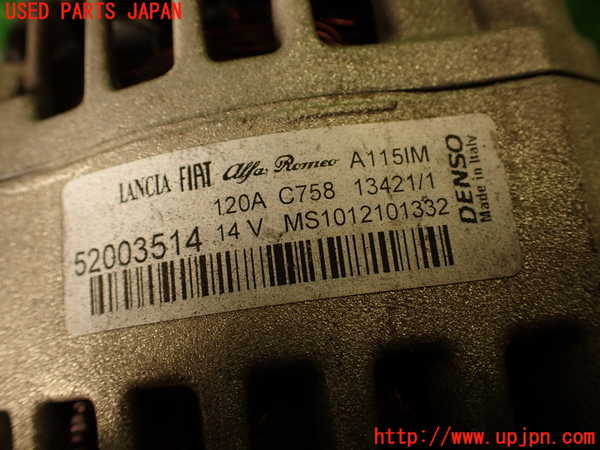 USED PARTS JAPAN
LANCIA FIAT Alfa Romeo A115IM
120A C758 13421/1
52003514 14 V MS1012101332
DENSO
Made in Italy
http://www.upjpn.com/